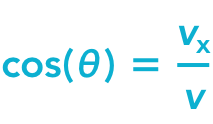 cos(θ) = vₓ / v